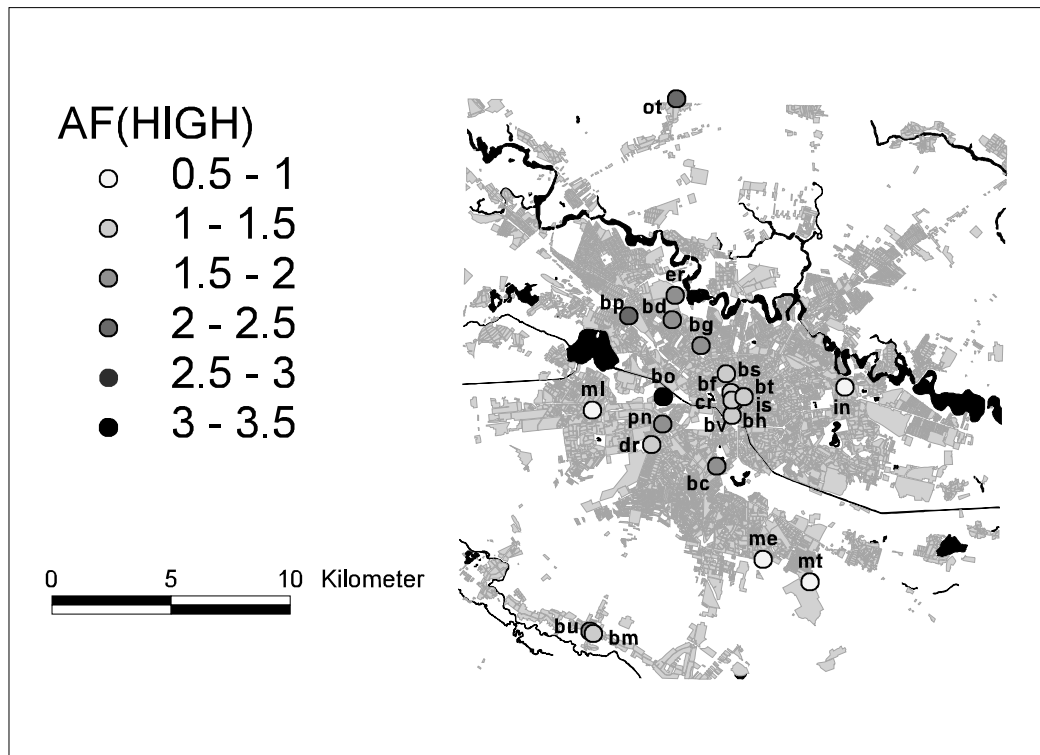 AF(HIGH)
0.5 - 1
1 - 1.5
1.5 - 2
2 - 2.5
2.5 - 3
3 - 3.5
0 5 10 Kilometer
ot
er
bp bd
bg
bo bs
ml bf bt in
cr is
pn bv bh
dr
bc
me
mt
bu bm